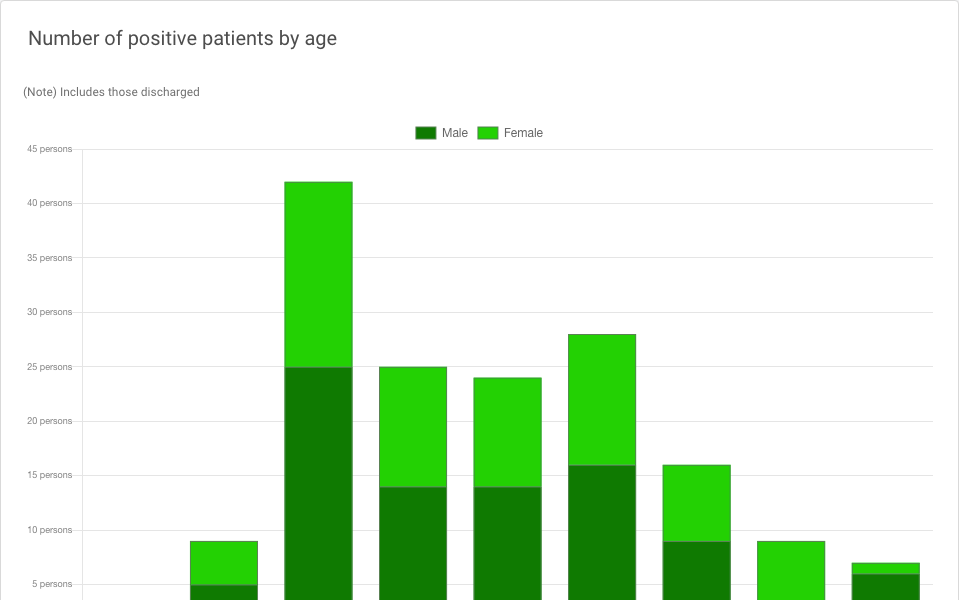 Number of positive patients by age
(Note) Includes those discharged
Male Female
45 persons
40 persons
35 persons
30 persons
25 persons
20 persons
15 persons
10 persons
5 persons